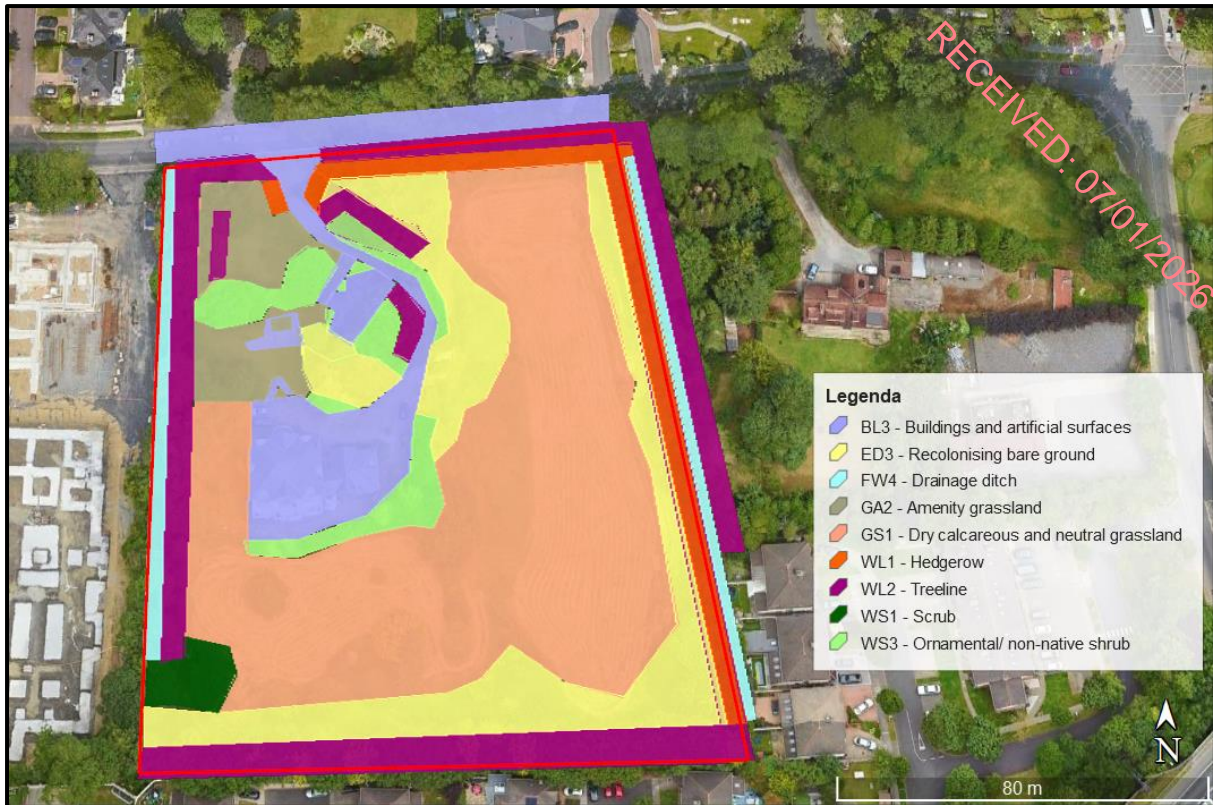 RECEIVED: 07/01/2026
Legenda
BL3 - Buildings and artificial surfaces
ED3 - Recolonising bare ground
FW4 - Drainage ditch
GA2 - Amenity grassland
GS1 - Dry calcareous and neutral grassland
WL1 - Hedgerow
WL2 - Treeline
WS1 - Scrub
WS3 - Ornamental/ non-native shrub
N
80 m